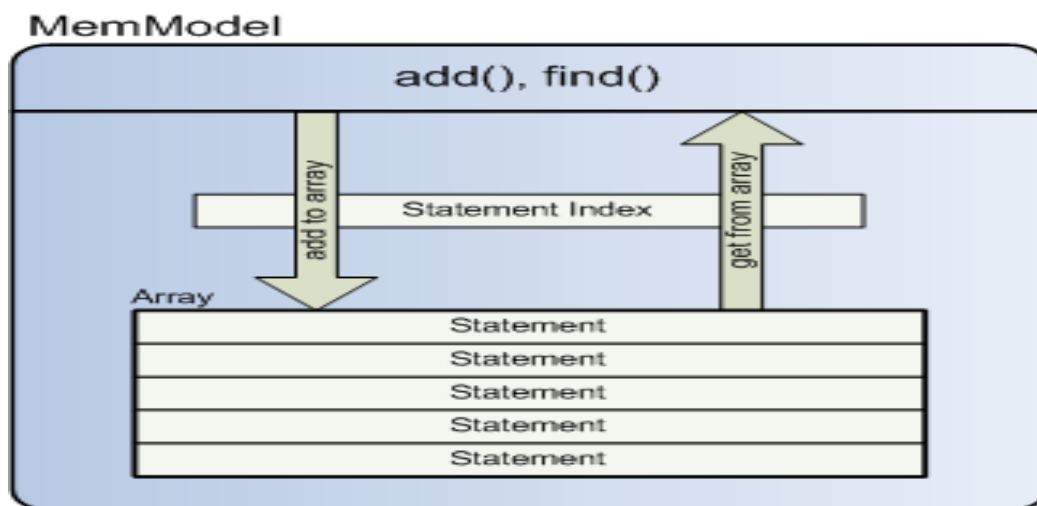 MemModel
add(), find()
add to array
Statement Index
get from array
Array
Statement
Statement
Statement
Statement
Statement